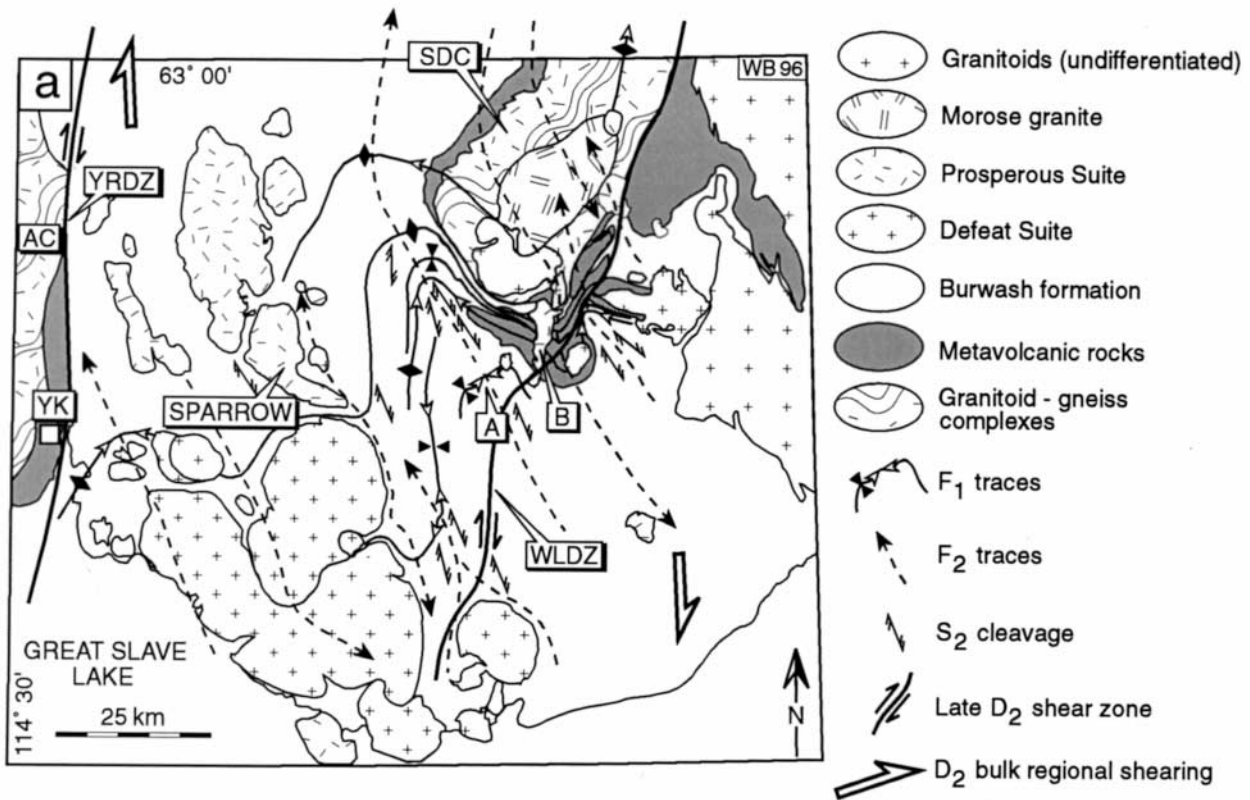 a
63° 00'
SDC
WB 96
YRDZ
AC
YK
SPARROW
A
B
WLDZ
GREAT SLAVE
LAKE
114° 30'
25 km
N
Granitoids (undifferentiated)
Morose granite
Prosperous Suite
Defeat Suite
Burwash formation
Metavolcanic rocks
Granitoid - gneiss
complexes
F₁ traces
F₂ traces
S₂ cleavage
Late D₂ shear zone
D₂ bulk regional shearing